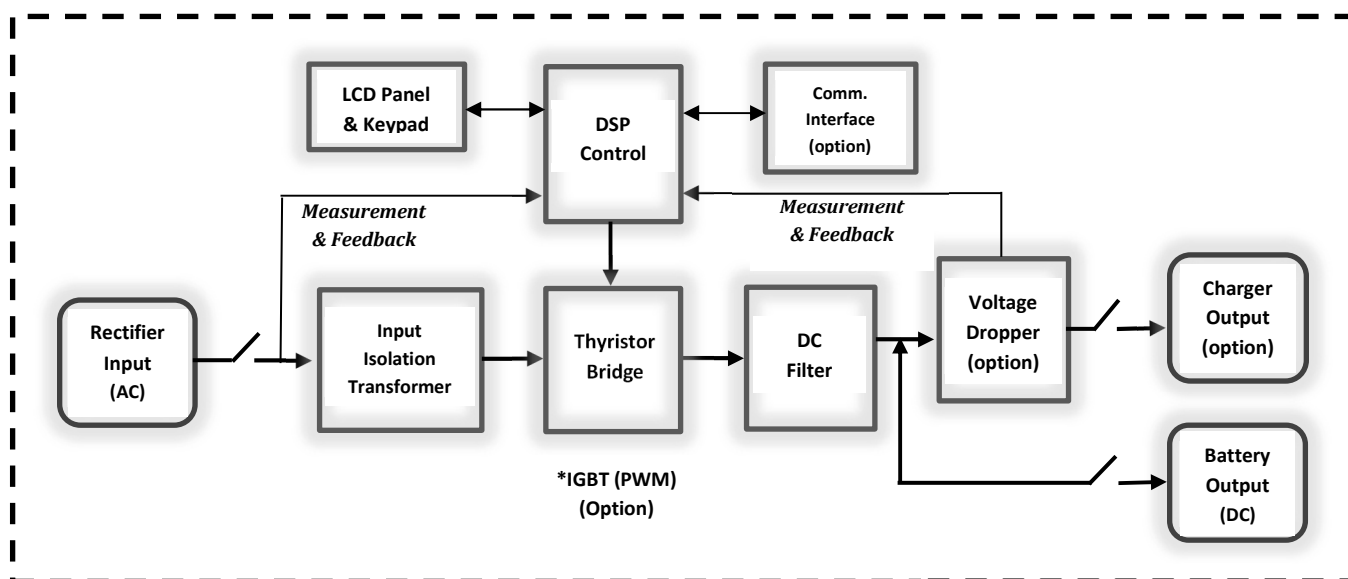 LCD Panel
& Keypad
DSP
Control
Comm.
Interface
(option)
Measurement
& Feedback
Measurement
& Feedback
Rectifier
Input
(AC)
Input
Isolation
Transformer
Thyristor
Bridge
DC
Filter
Voltage
Dropper
(option)
Charger
Output
(option)
*IGBT (PWM)
(Option)
Battery
Output
(DC)